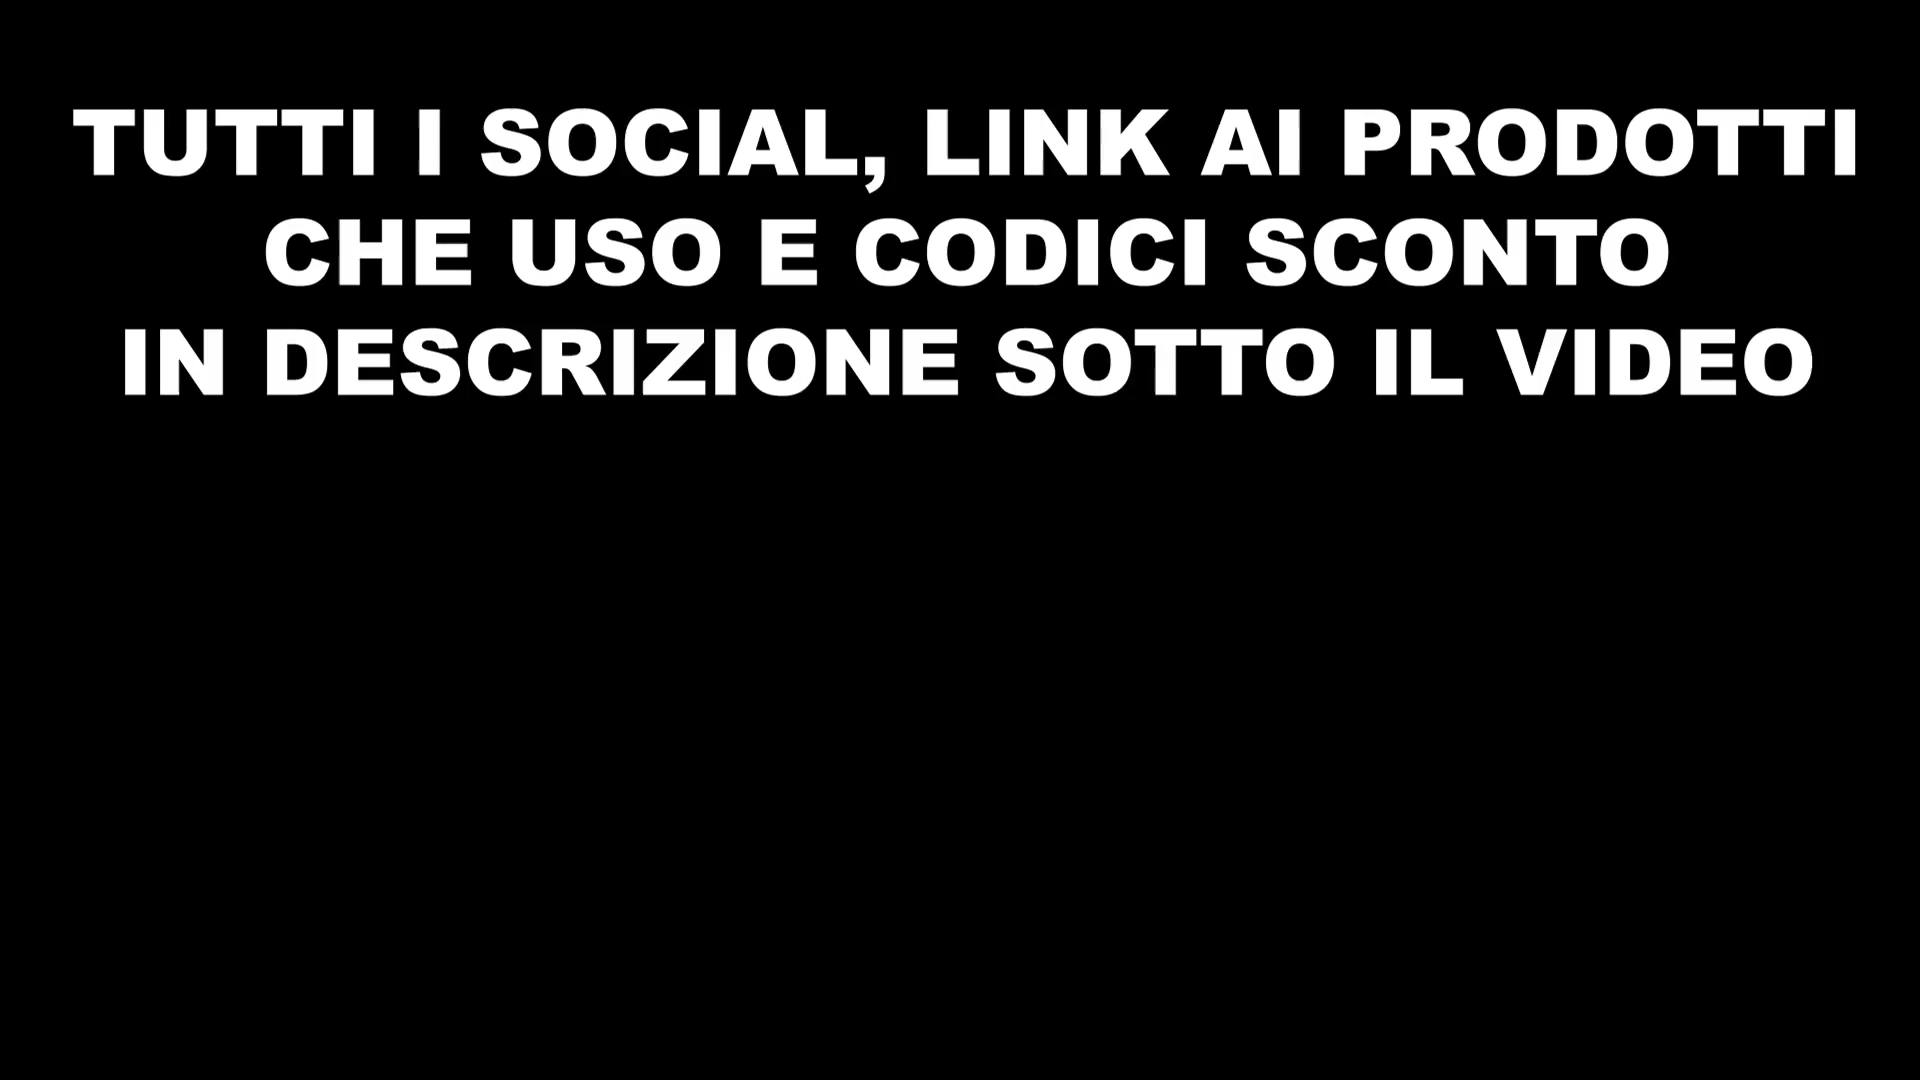 TUTTI I SOCIAL, LINK AI PRODOTTI
CHE USO E CODICI SCONTO
IN DESCRIZIONE SOTTO IL VIDEO